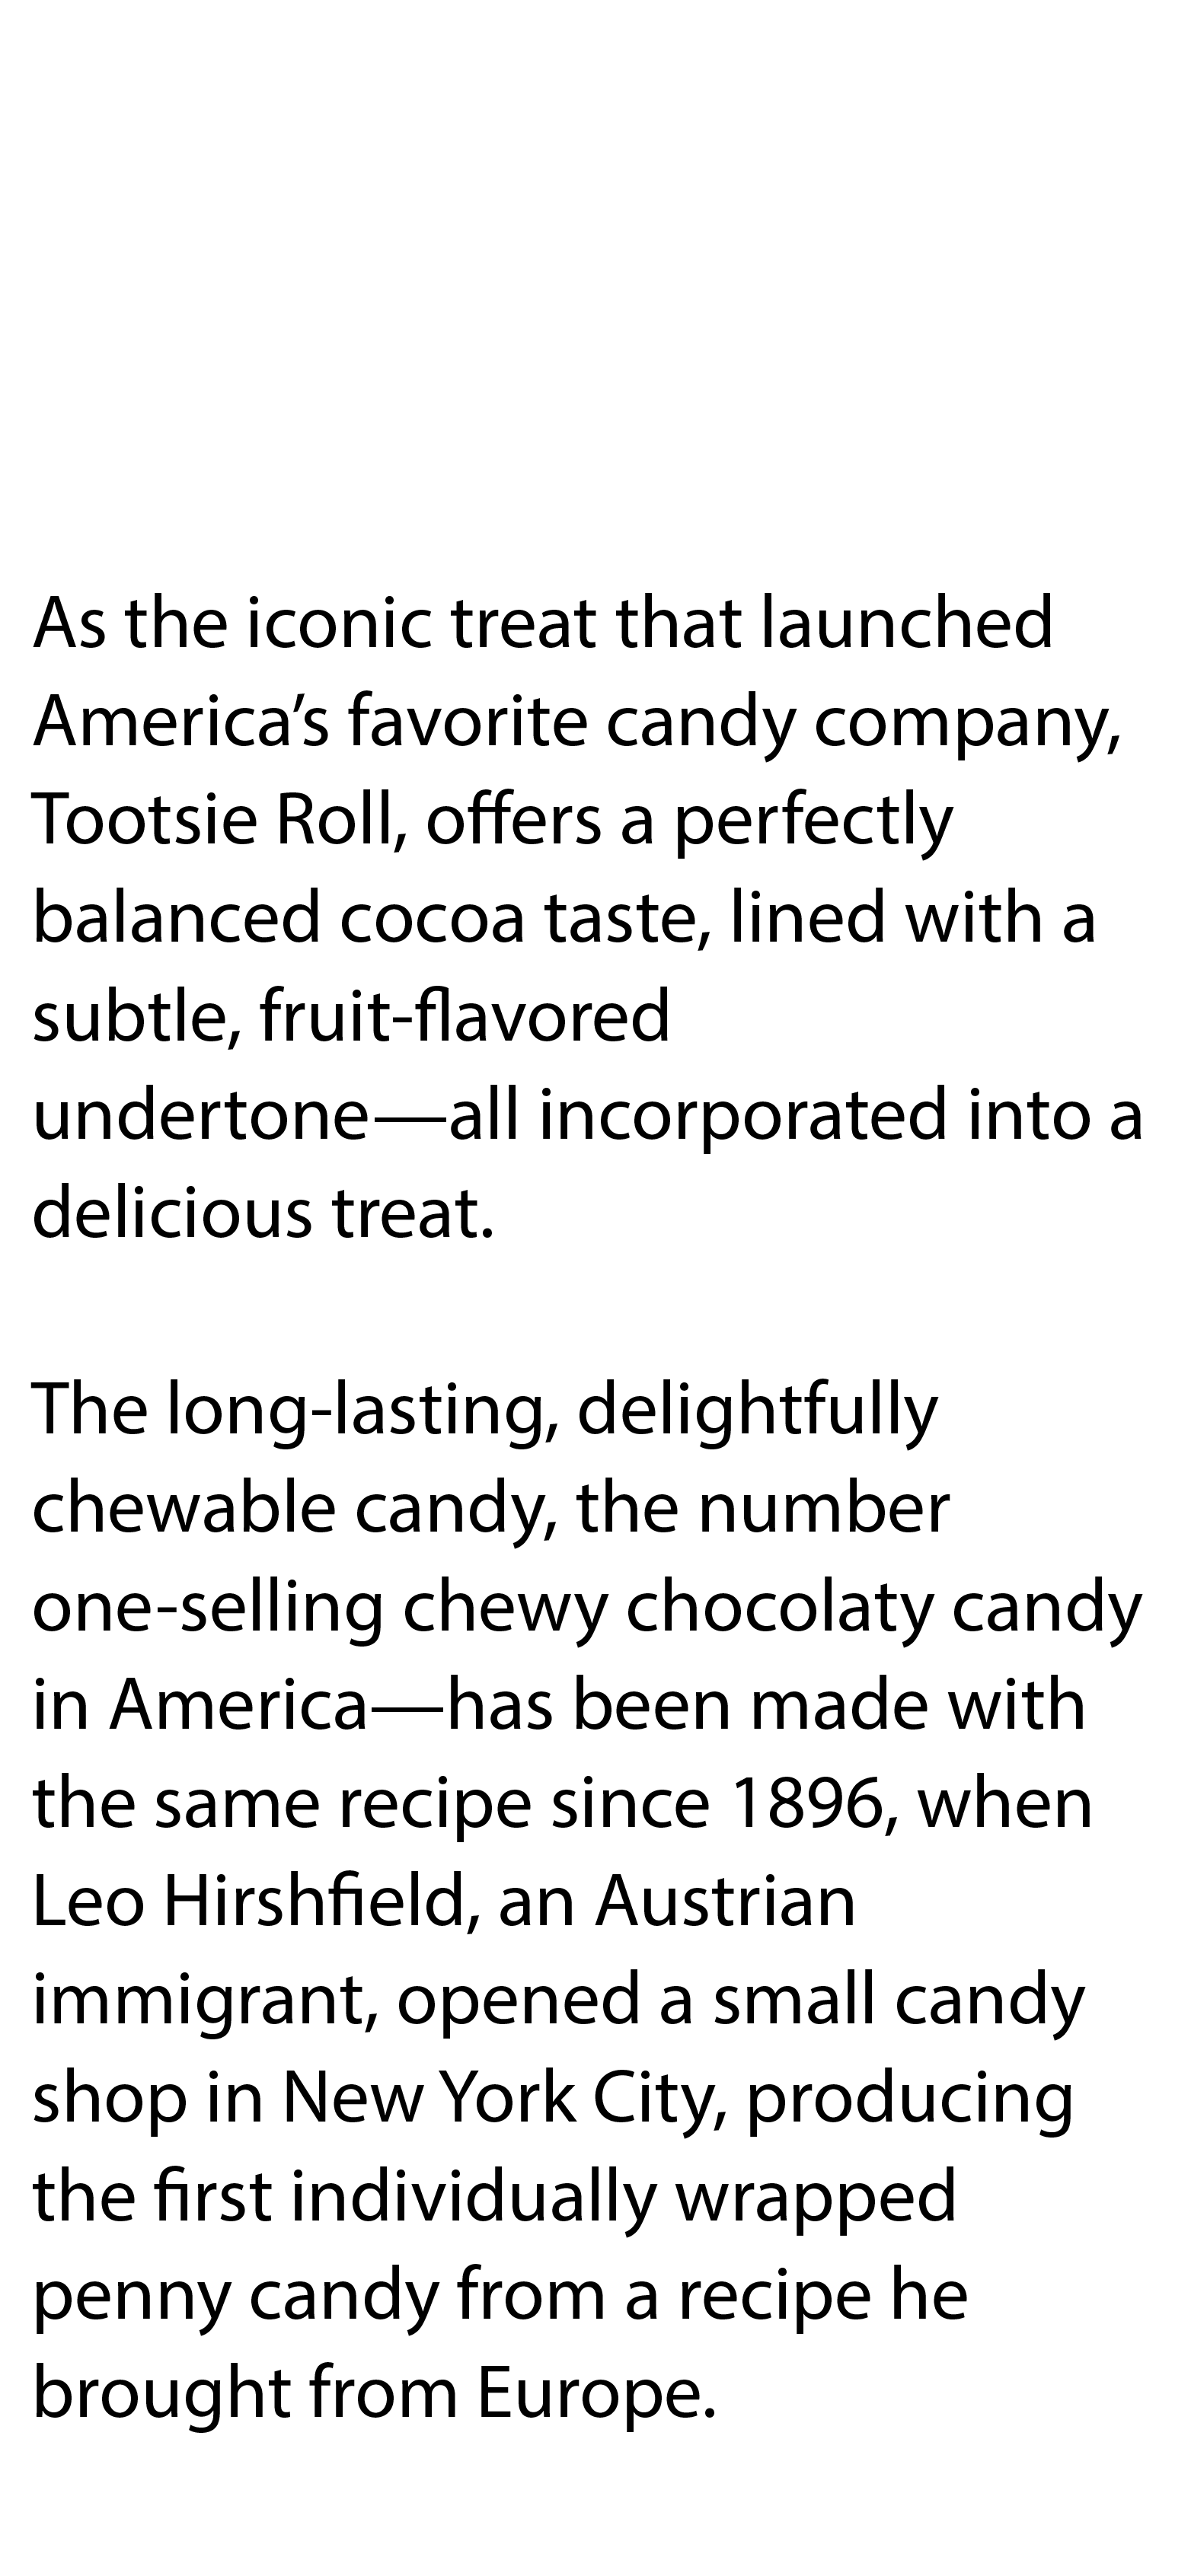 As the iconic treat that launched
America’s favorite candy company,
Tootsie Roll, offers a perfectly
balanced cocoa taste, lined with a
subtle, fruit-flavored
undertone—all incorporated into a
delicious treat.
The long-lasting, delightfully
chewable candy, the number
one-selling chewy chocolaty candy
in America—has been made with
the same recipe since 1896, when
Leo Hirshfield, an Austrian
immigrant, opened a small candy
shop in New York City, producing
the first individually wrapped
penny candy from a recipe he
brought from Europe.